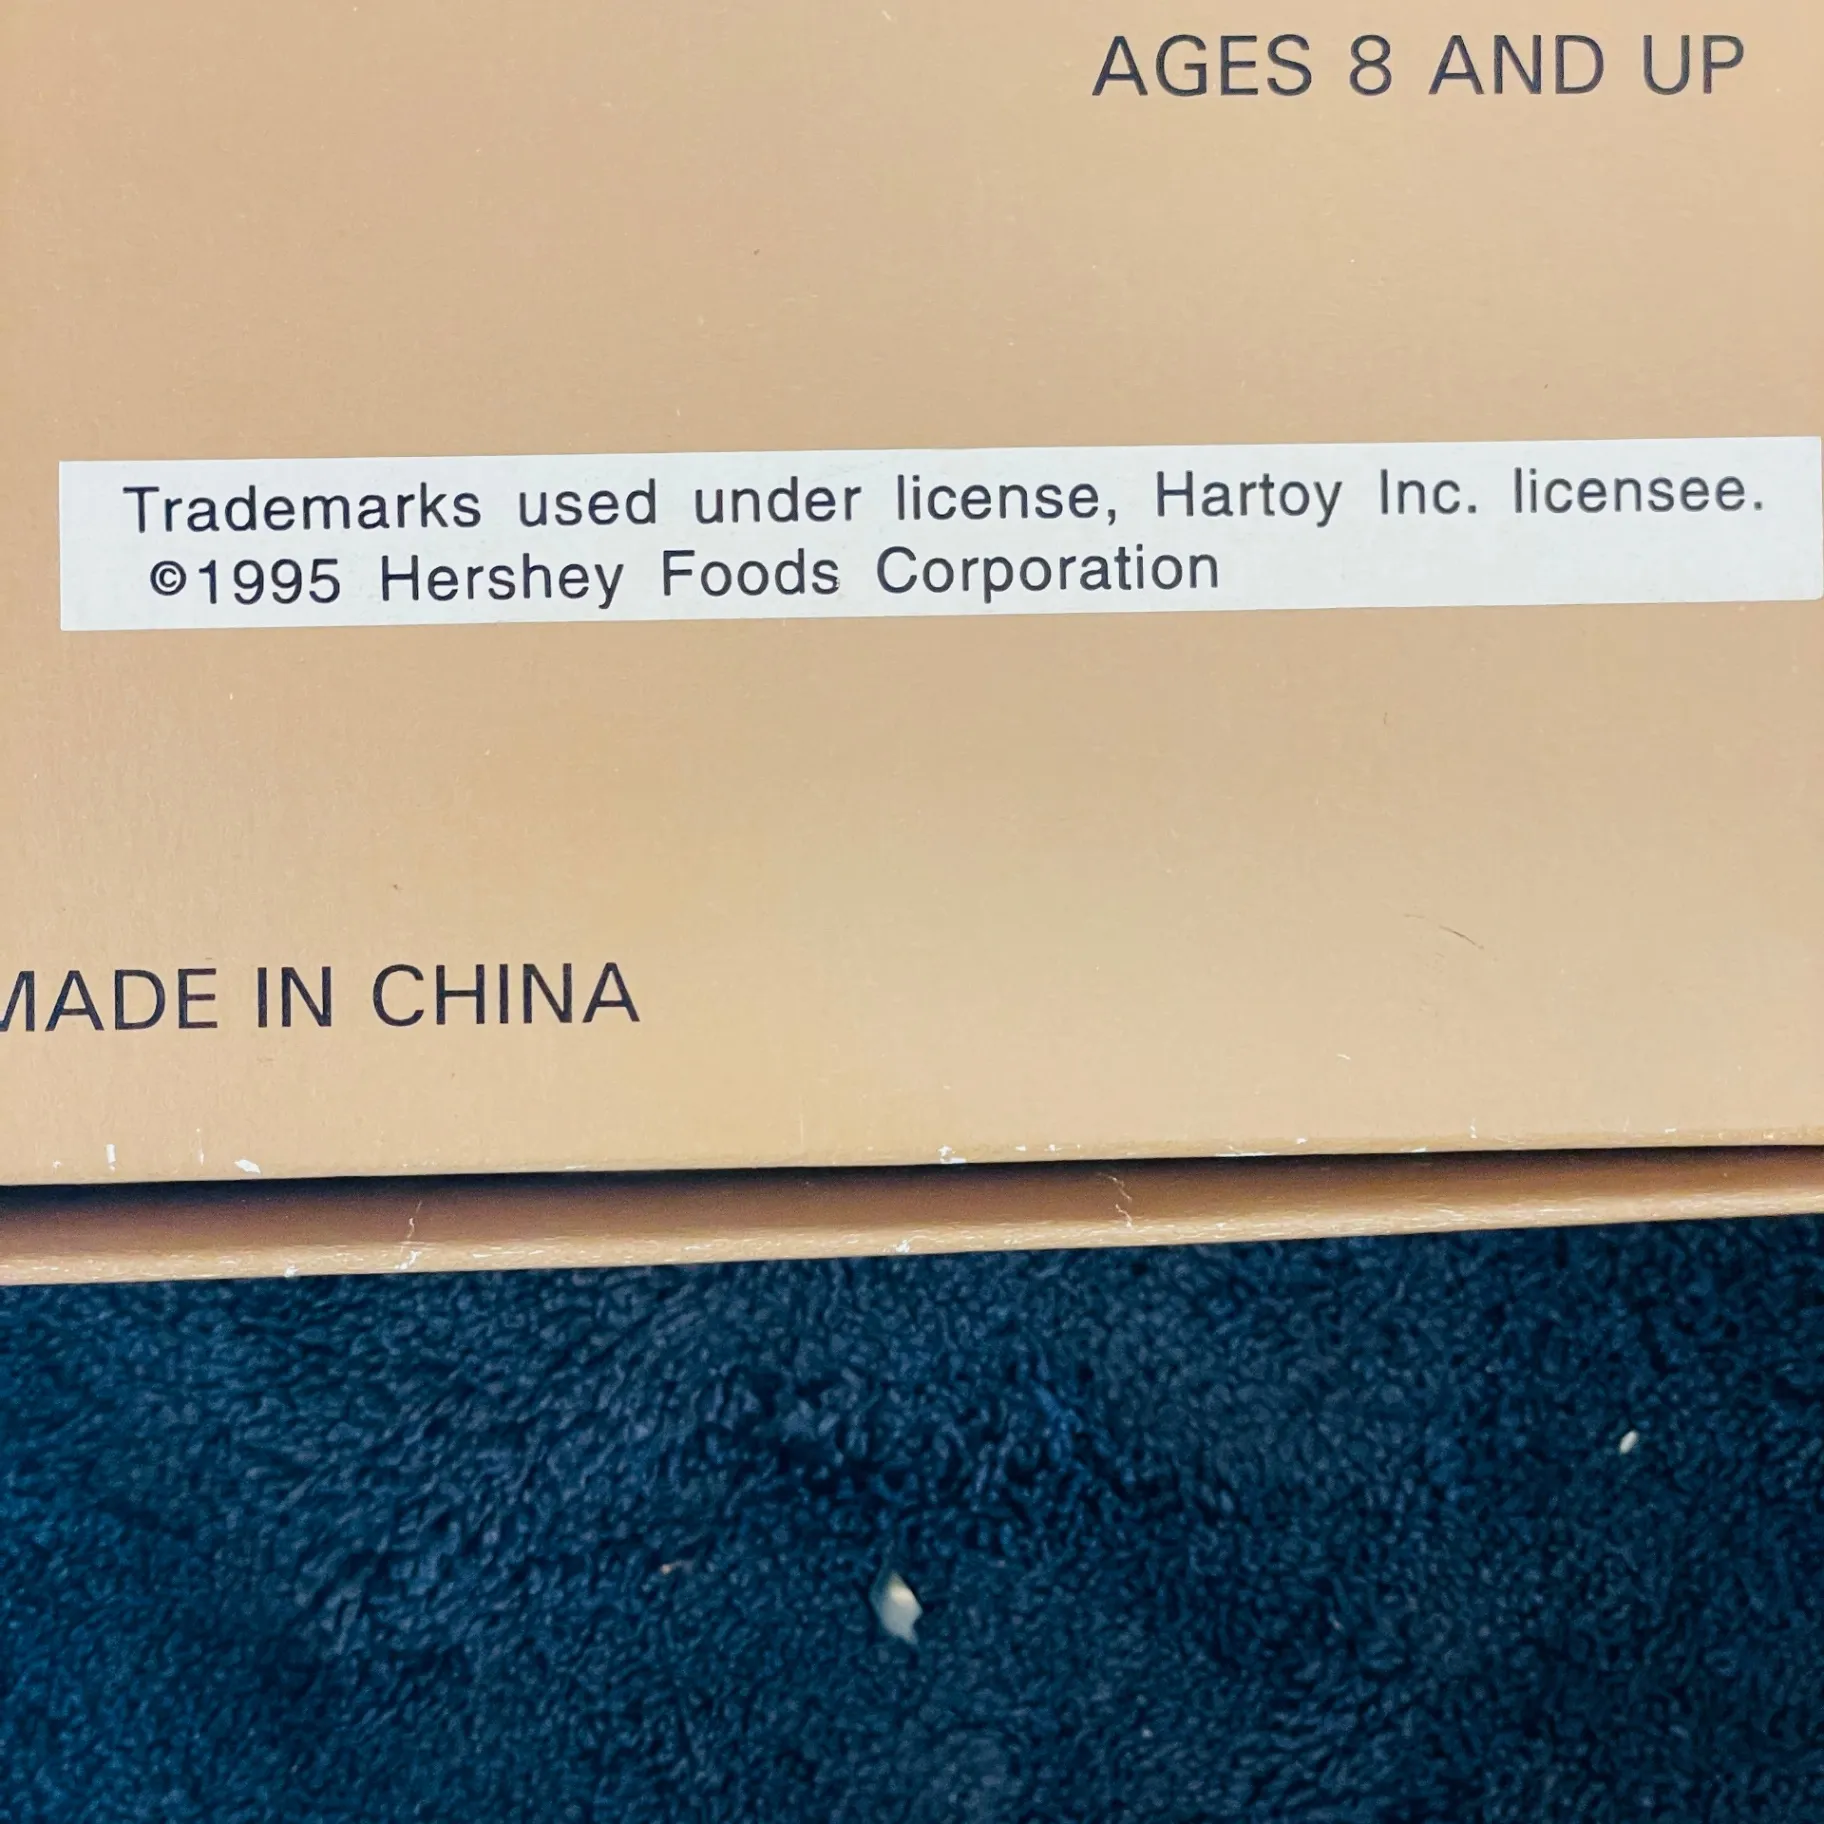 AGES 8 AND UP
Trademarks used under license, Hartoy Inc. licensee.
©1995 Hershey Foods Corporation
MADE IN CHINA